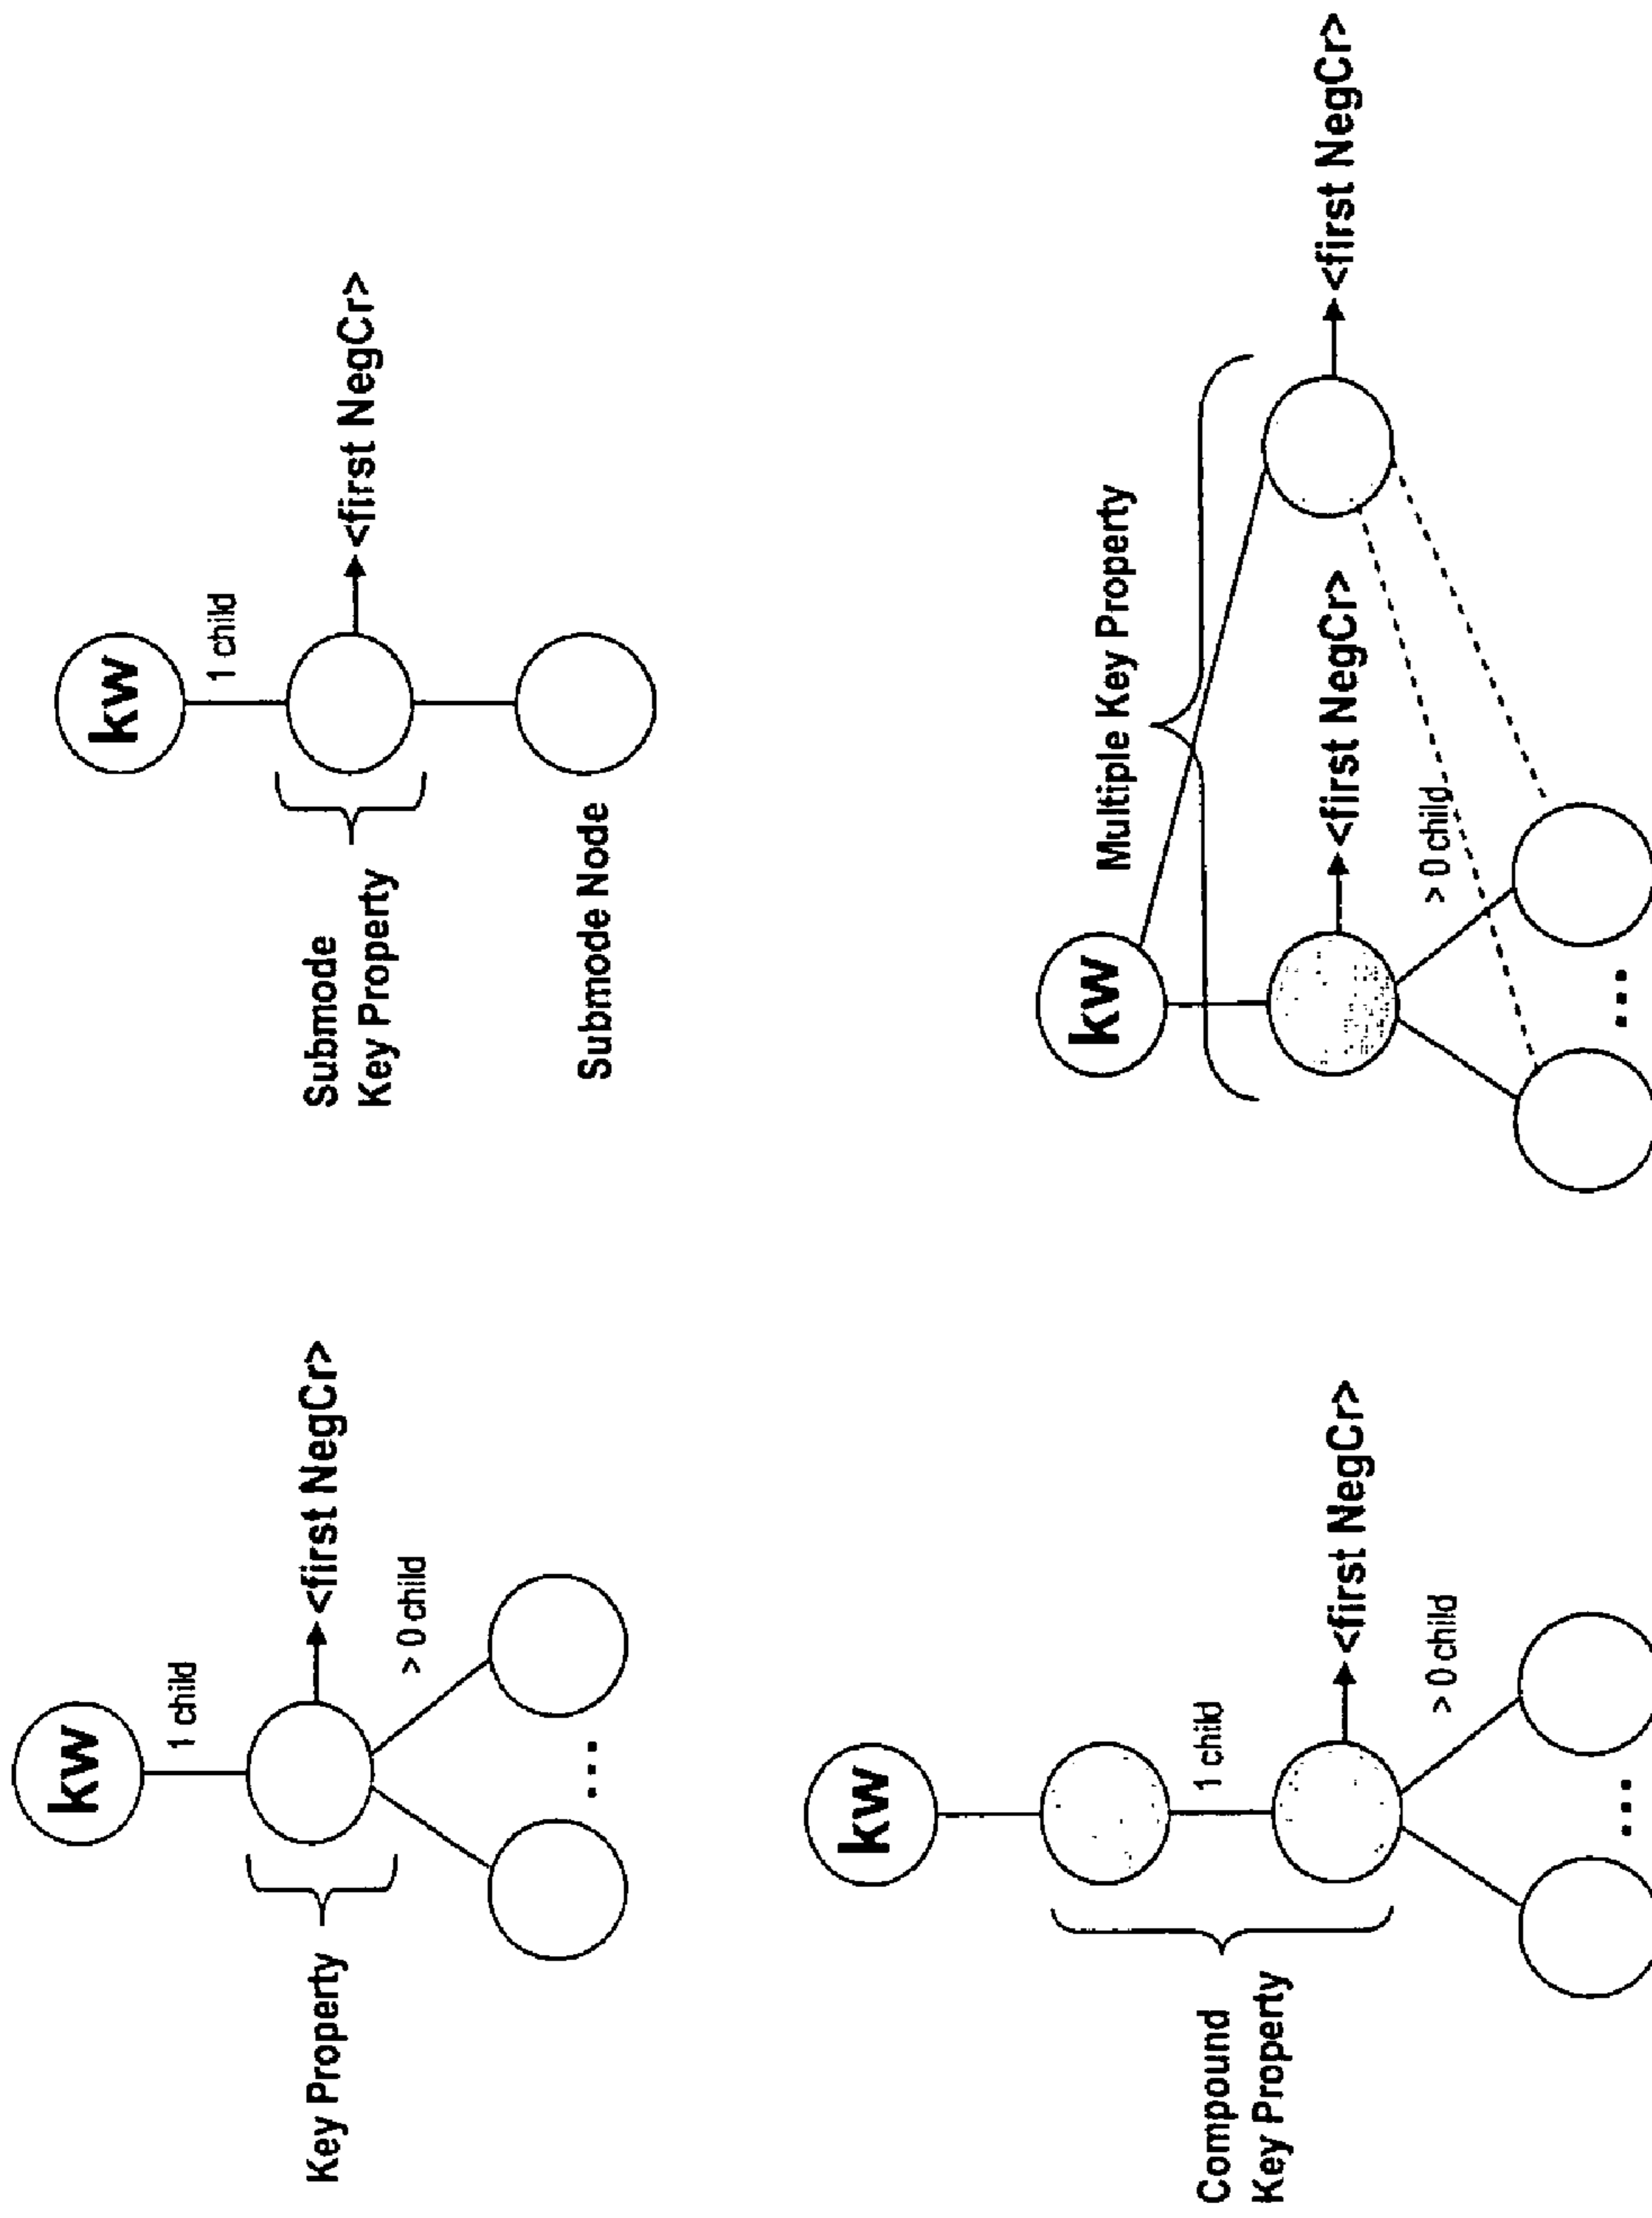 kw
1 child
Key Property
<first NegCr>
> 0 child
...
kw
1 child
Submode
Key Property
<first NegCr>
Submode Node
kw
Compound
Key Property
1 child
<first NegCr>
> 0 child
...
kw
Multiple Key Property
<first NegCr>
<first NegCr>
> 0 child
...